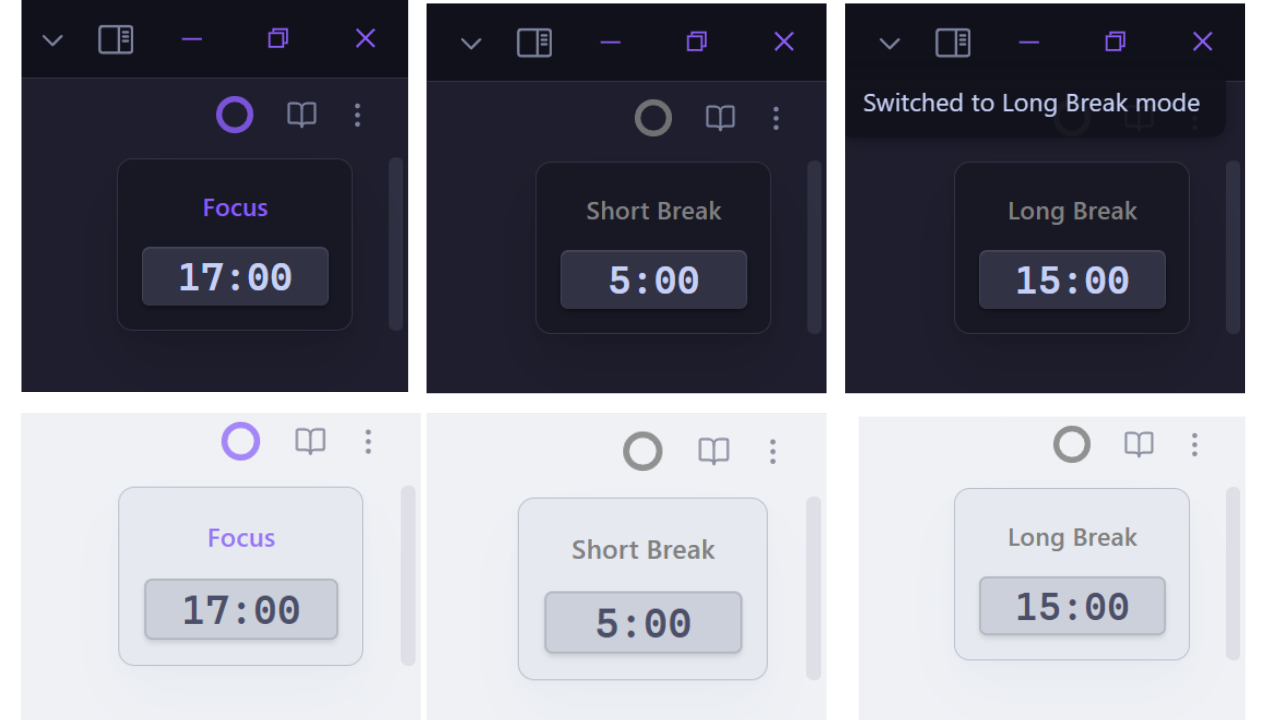 Switched to Long Break mode
Focus
17:00
Short Break
5:00
Long Break
15:00
Focus
17:00
Short Break
5:00
Long Break
15:00